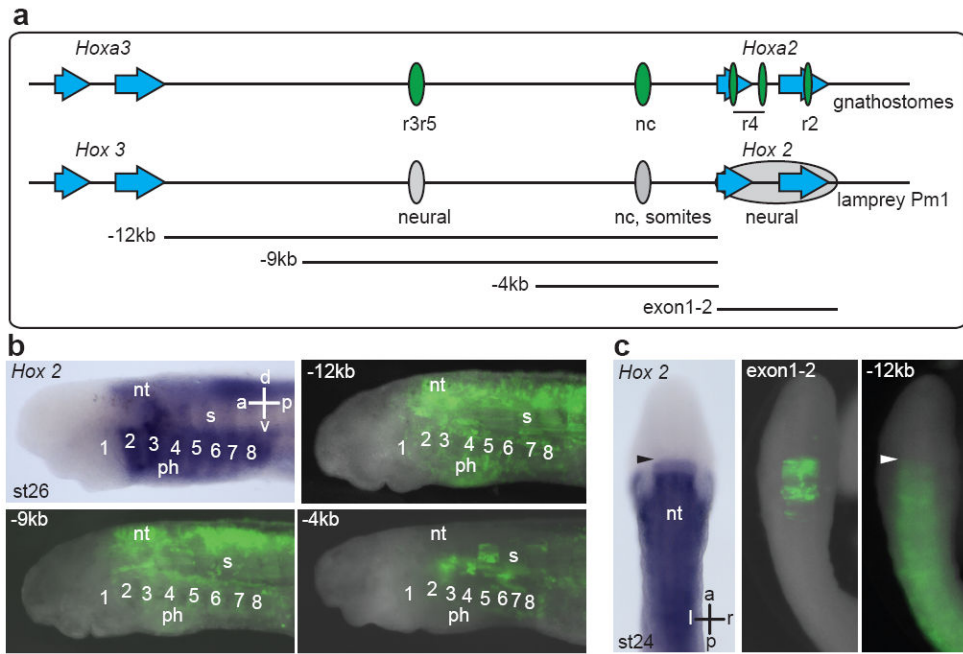 a
Hoxa3 Hoxa2
gnathostomes
r3r5 nc r4 r2
Hox 3 Hox 2
lamprey Pm1
neural nc, somites neural
-12kb
-9kb
-4kb
exon1-2
b
Hox 2
nt
d
a p
v
s
1 2 3 4 5 6 7 8
ph
st26
-12kb
nt
s
1 2 3 4 5 6 7 8
ph
-9kb
nt
s
1 2 3 4 5 6 7 8
ph
-4kb
nt
s
1 2 3 4 5 6 7 8
ph
c
Hox 2
nt
a
l r
p
st24
exon1-2
-12kb